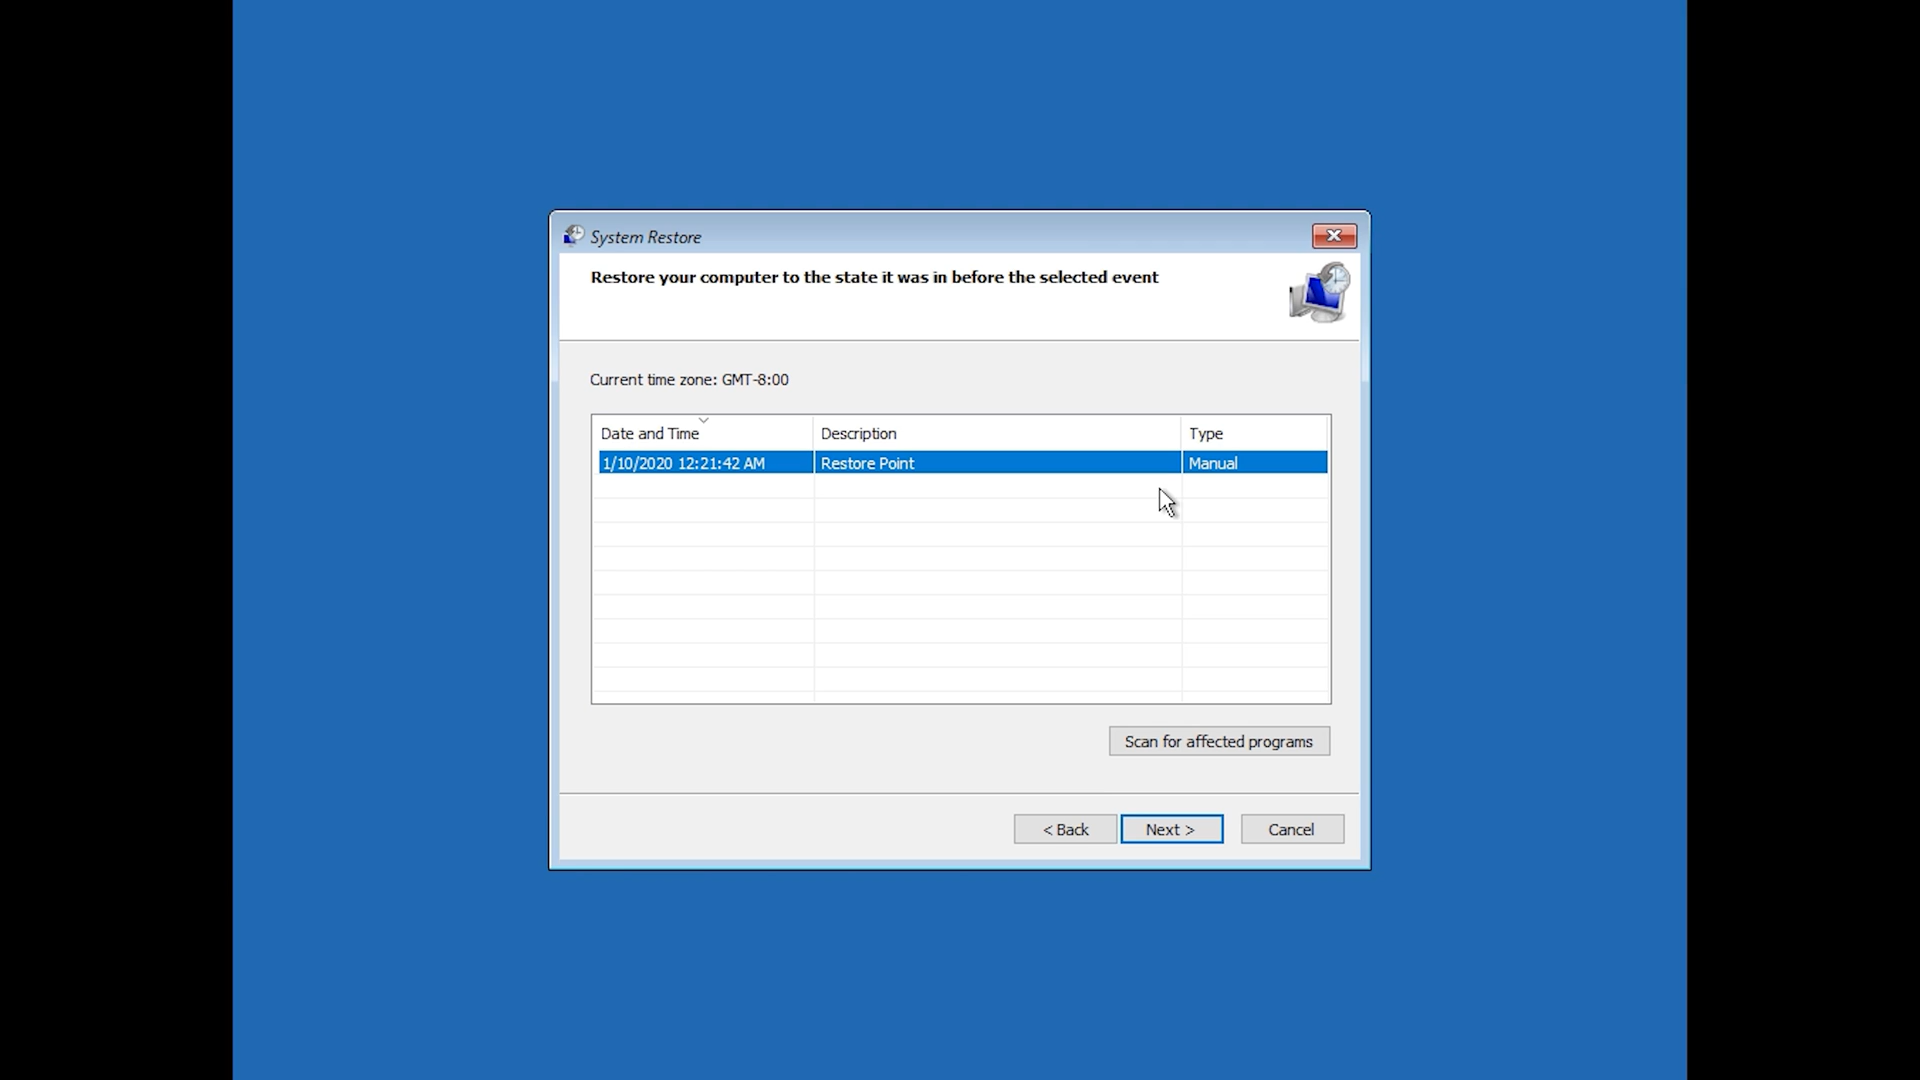 System Restore
Restore your computer to the state it was in before the selected event
Current time zone: GMT-8:00
Date and Time Description Type
1/10/2020 12:21:42 AM Restore Point Manual
Scan for affected programs
< Back Next > Cancel